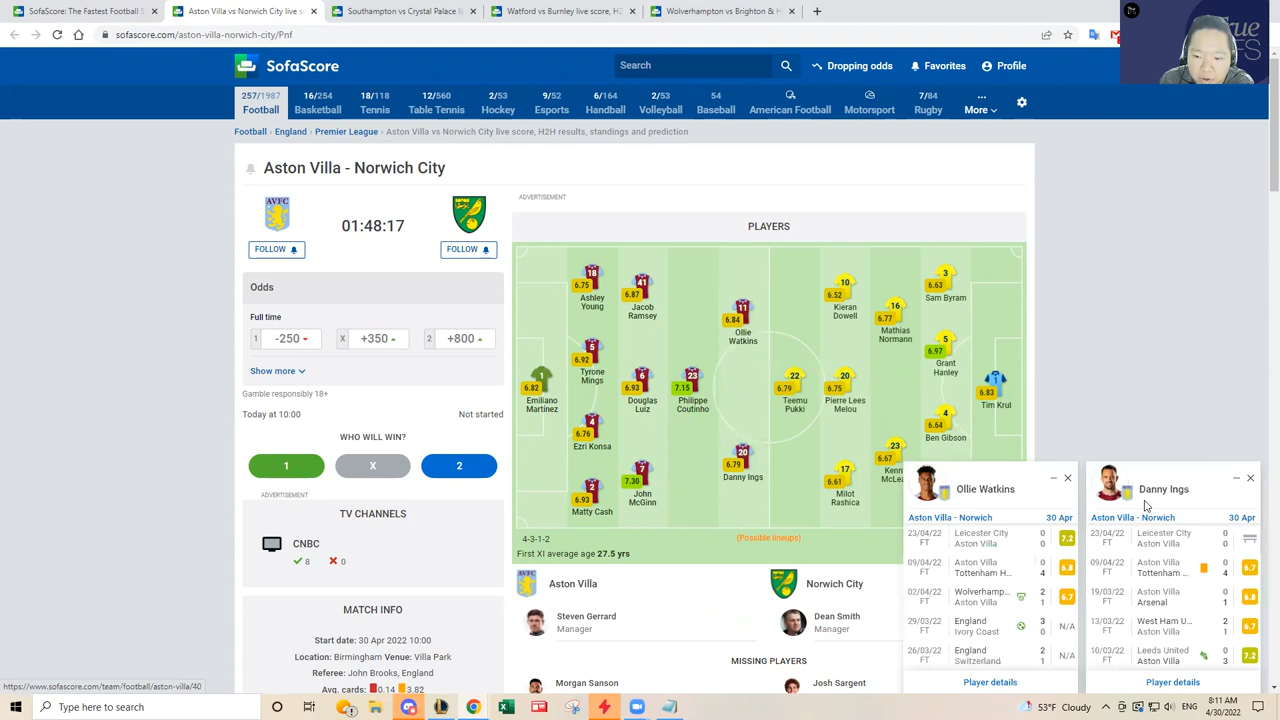 SofaScore: The Fastest Football S
Aston Villa vs Norwich City live s
Southampton vs Crystal Palace li
Watford vs Burnley live score, H2
Wolverhampton vs Brighton & H
sofascore.com/aston-villa-norwich-city/Pnf
SofaScore
Search
Dropping odds
Favorites
Profile
257/1987
Football
16/254
Basketball
18/118
Tennis
12/560
Table Tennis
2/53
Hockey
9/52
Esports
6/164
Handball
2/53
Volleyball
54
Baseball
American Football
Motorsport
7/84
Rugby
More
Football
England
Premier League
Aston Villa vs Norwich City live score, H2H results, standings and prediction
Aston Villa - Norwich City
AVFC
01:48:17
FOLLOW
FOLLOW
Odds
Full time
1 -250
X +350
2 +800
Show more
Gamble responsibly 18+
Today at 10:00
Not started
WHO WILL WIN?
1
X
2
ADVERTISEMENT
TV CHANNELS
CNBC
8
0
MATCH INFO
Start date: 30 Apr 2022 10:00
Location: Birmingham Venue: Villa Park
Referee: John Brooks, England
Avg. cards: 0.14 3.82
ADVERTISEMENT
PLAYERS
1
6.82
Emiliano
Martínez
18
6.75
Ashley
Young
5
6.92
Tyrone
Mings
4
6.76
Ezri Konsa
2
6.93
Matty Cash
41
6.87
Jacob
Ramsey
6
6.93
Douglas
Luiz
7
7.30
John
McGinn
23
7.15
Philippe
Coutinho
11
6.84
Ollie
Watkins
20
6.79
Danny Ings
22
6.79
Teemu
Pukki
10
6.52
Kieran
Dowell
20
6.75
Pierre Lees
Melou
17
6.61
Milot
Rashica
16
6.77
Mathias
Normann
23
6.67
Kenn
McLea
3
6.63
Sam Byram
5
6.97
Grant
Hanley
4
6.64
Ben Gibson
1
6.83
Tim Krul
4-3-1-2
(Possible lineups)
First XI average age 27.5 yrs
Aston Villa
Norwich City
Steven Gerrard
Manager
Dean Smith
Manager
MISSING PLAYERS
Morgan Sanson
Josh Sargent
Ollie Watkins
Aston Villa - Norwich 30 Apr
23/04/22 Leicester City 0 7.2
FT Aston Villa 0
09/04/22 Aston Villa 0 6.8
FT Tottenham H... 4
02/04/22 Wolverhamp... 2 6.7
FT Aston Villa 1
29/03/22 England 3 N/A
FT Ivory Coast 0
26/03/22 England 2 N/A
FT Switzerland 1
Player details
Danny Ings
Aston Villa - Norwich 30 Apr
23/04/22 Leicester City 0
FT Aston Villa 0
09/04/22 Aston Villa 0 6.7
FT Tottenham ... 4
19/03/22 Aston Villa 0 6.8
FT Arsenal 1
13/03/22 West Ham U... 2 6.7
FT Aston Villa 1
10/03/22 Leeds United 0 7.2
FT Aston Villa 3
Player details
https://www.sofascore.com/team/football/aston-villa/40
Type here to search
53°F Cloudy
8:11 AM
4/30/2022